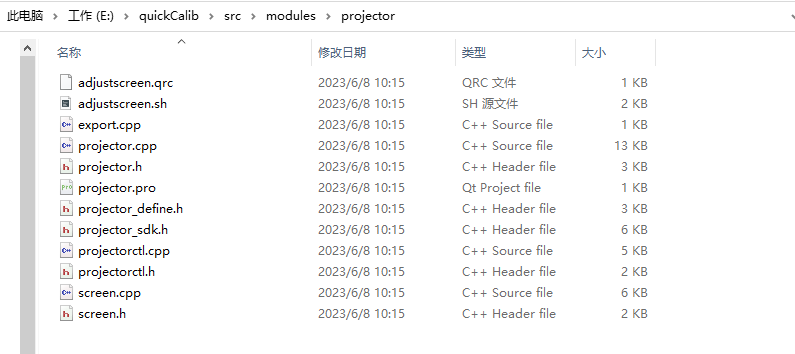 此电脑 > 工作 (E:) > quickCalib > src > modules > projector
名称 修改日期 类型 大小
adjustscreen.qrc 2023/6/8 10:15 QRC 文件 1 KB
adjustscreen.sh 2023/6/8 10:15 SH 源文件 2 KB
export.cpp 2023/6/8 10:15 C++ Source file 1 KB
projector.cpp 2023/6/8 10:15 C++ Source file 13 KB
projector.h 2023/6/8 10:15 C++ Header file 3 KB
projector.pro 2023/6/8 10:15 Qt Project file 1 KB
projector_define.h 2023/6/8 10:15 C++ Header file 3 KB
projector_sdk.h 2023/6/8 10:15 C++ Header file 6 KB
projectorctl.cpp 2023/6/8 10:15 C++ Source file 5 KB
projectorctl.h 2023/6/8 10:15 C++ Header file 2 KB
screen.cpp 2023/6/8 10:15 C++ Source file 6 KB
screen.h 2023/6/8 10:15 C++ Header file 2 KB